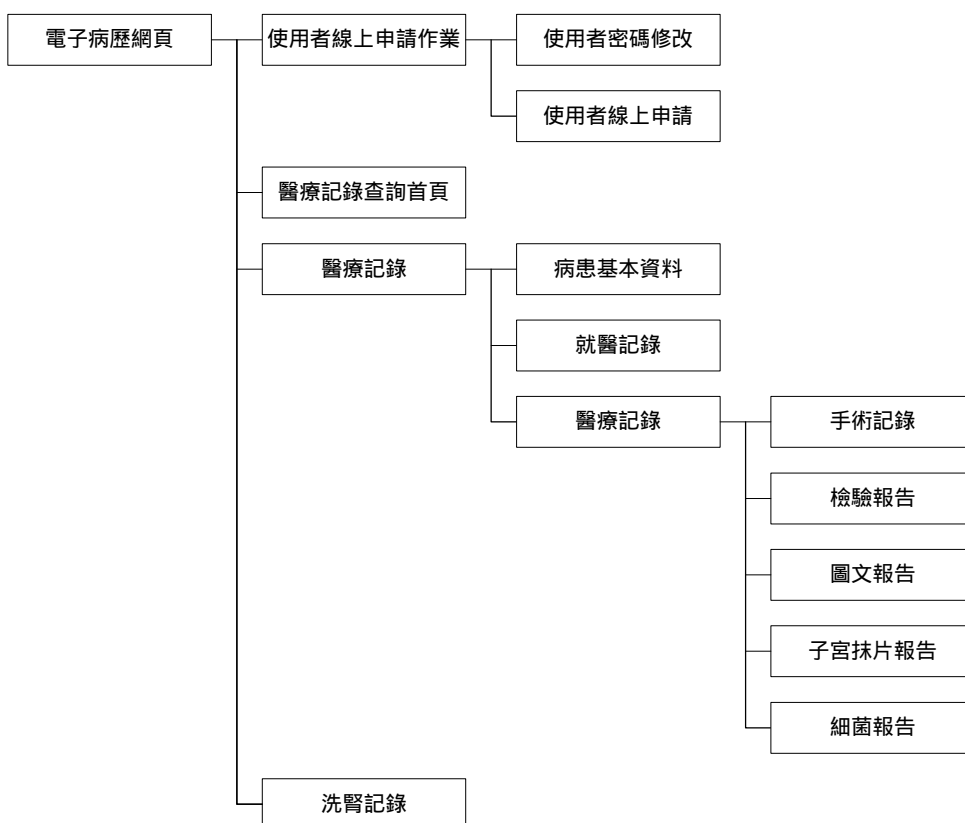 電子病歷網頁
使用者線上申請作業
使用者密碼修改
使用者線上申請
醫療記錄查詢首頁
醫療記錄
病患基本資料
就醫記錄
醫療記錄
手術記錄
檢驗報告
圖文報告
子宮抹片報告
細菌報告
洗腎記錄